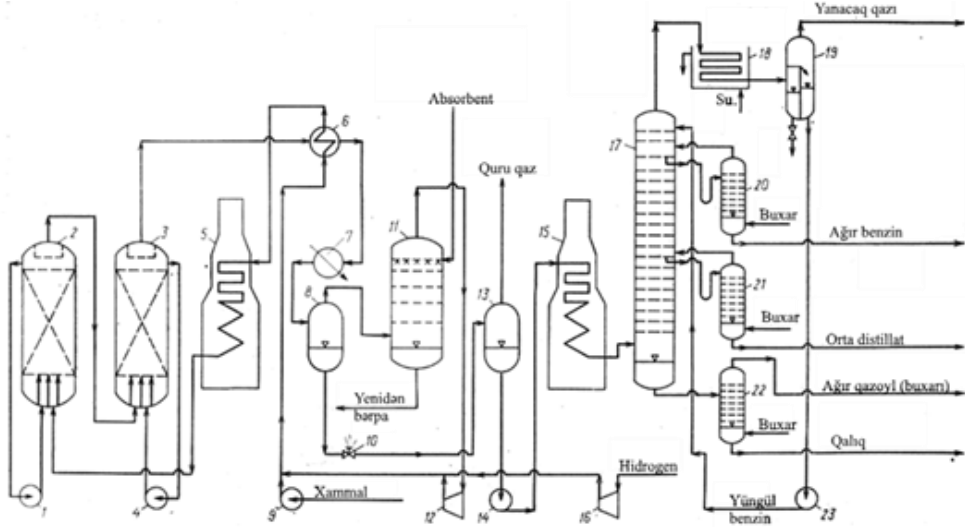 Yanacaq qazı
18
19
Su.
Absorbent
6
17
Quru qaz
20
Buxar
Ağır benzin
2
3
5
7
11
15
8
13
21
Buxar
Orta distillat
Ağır qazoyl (buxarı)
22
Yenidən
bərpa
Buxar
10
Qalıq
Hidrogen
Xammal
Yüngül
benzin
1
4
9
12
14
16
23